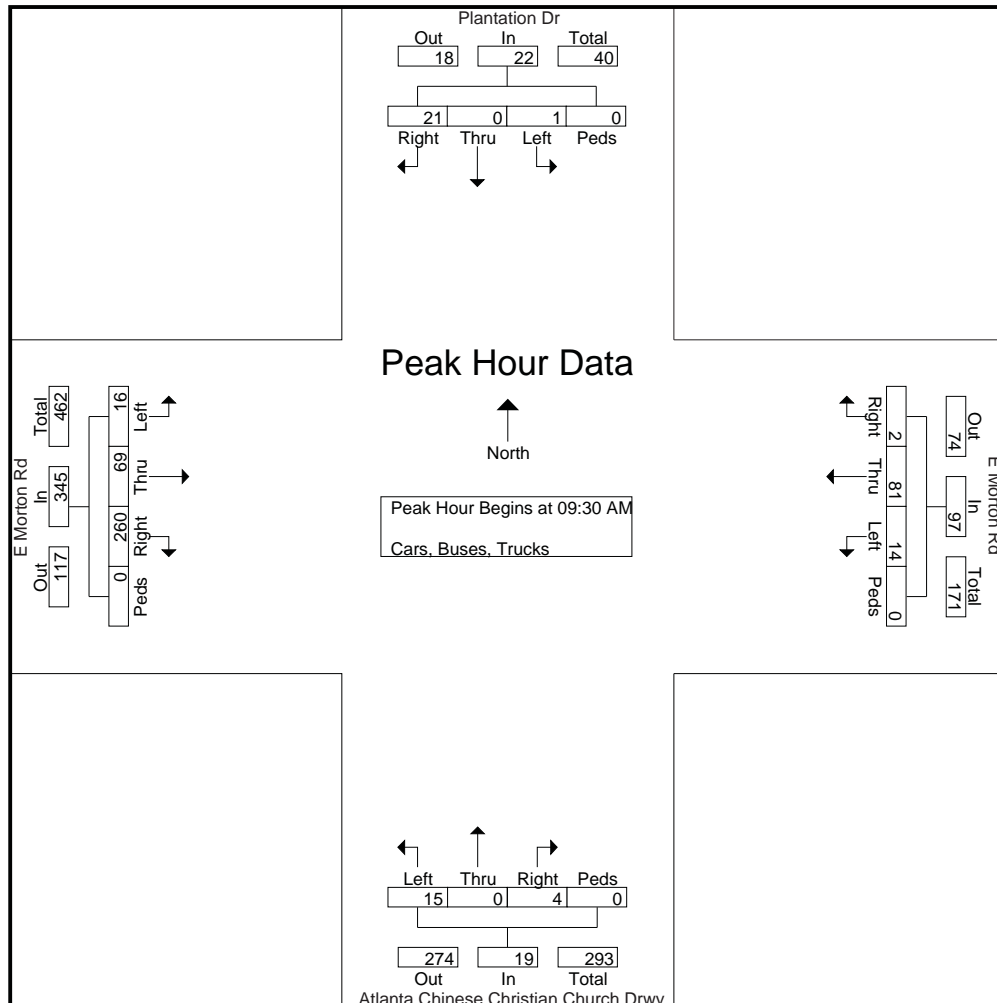 Plantation Dr
Out In Total
18 22 40
21 0 1 0
Right Thru Left Peds
Peak Hour Data
North
Peak Hour Begins at 09:30 AM
Cars, Buses, Trucks
E Morton Rd
Total In Out
462 345 117
16 69 260 0
Left Thru Right Peds
Right Thru Left Peds
2 81 14 0
Out In Total
74 97 171
E Morton Rd
Left Thru Right Peds
15 0 4 0
274 19 293
Out In Total
Atlanta Chinese Christian Church Drwy